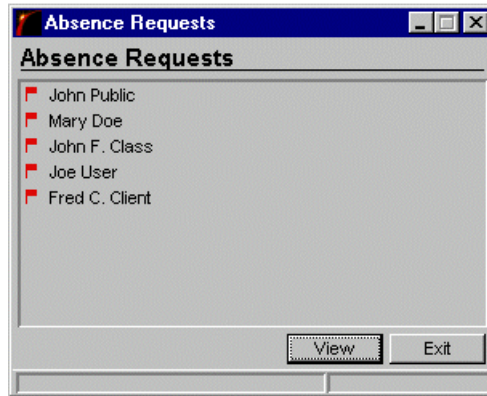 Absence Requests
Absence Requests
John Public
Mary Doe
John F. Class
Joe User
Fred C. Client
View Exit